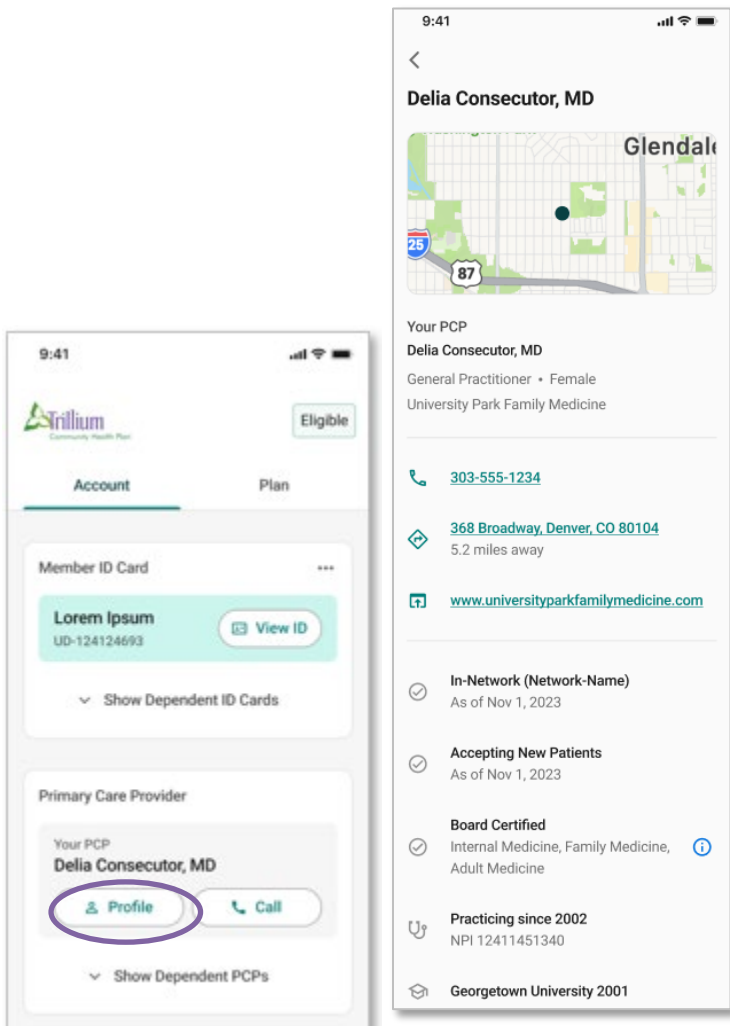 9:41
Trillium
Community Health Plan
Eligible
Account
Plan
Member ID Card
Lorem Ipsum
UD-124124693
View ID
Show Dependent ID Cards
Primary Care Provider
Your PCP
Delia Consecutor, MD
Profile
Call
Show Dependent PCPs
9:41
Delia Consecutor, MD
Glendale
25
87
Your PCP
Delia Consecutor, MD
General Practitioner • Female
University Park Family Medicine
303-555-1234
368 Broadway, Denver, CO 80104
5.2 miles away
www.universityparkfamilymedicine.com
In-Network (Network-Name)
As of Nov 1, 2023
Accepting New Patients
As of Nov 1, 2023
Board Certified
Internal Medicine, Family Medicine,
Adult Medicine
Practicing since 2002
NPI 12411451340
Georgetown University 2001